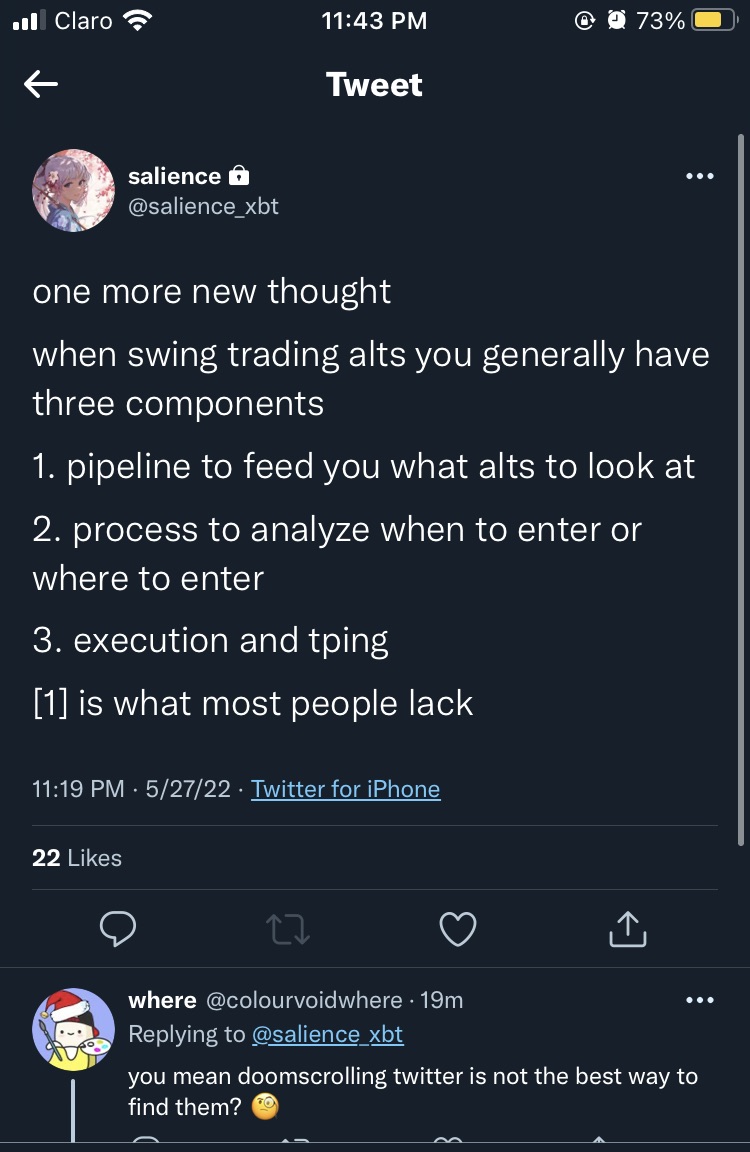 Claro 11:43 PM 73%
Tweet
salience
@salience_xbt
one more new thought
when swing trading alts you generally have
three components
1. pipeline to feed you what alts to look at
2. process to analyze when to enter or
where to enter
3. execution and tping
[1] is what most people lack
11:19 PM · 5/27/22 · Twitter for iPhone
22 Likes
where @colourvoidwhere · 19m
Replying to @salience_xbt
you mean doomscrolling twitter is not the best way to
find them? 🧐